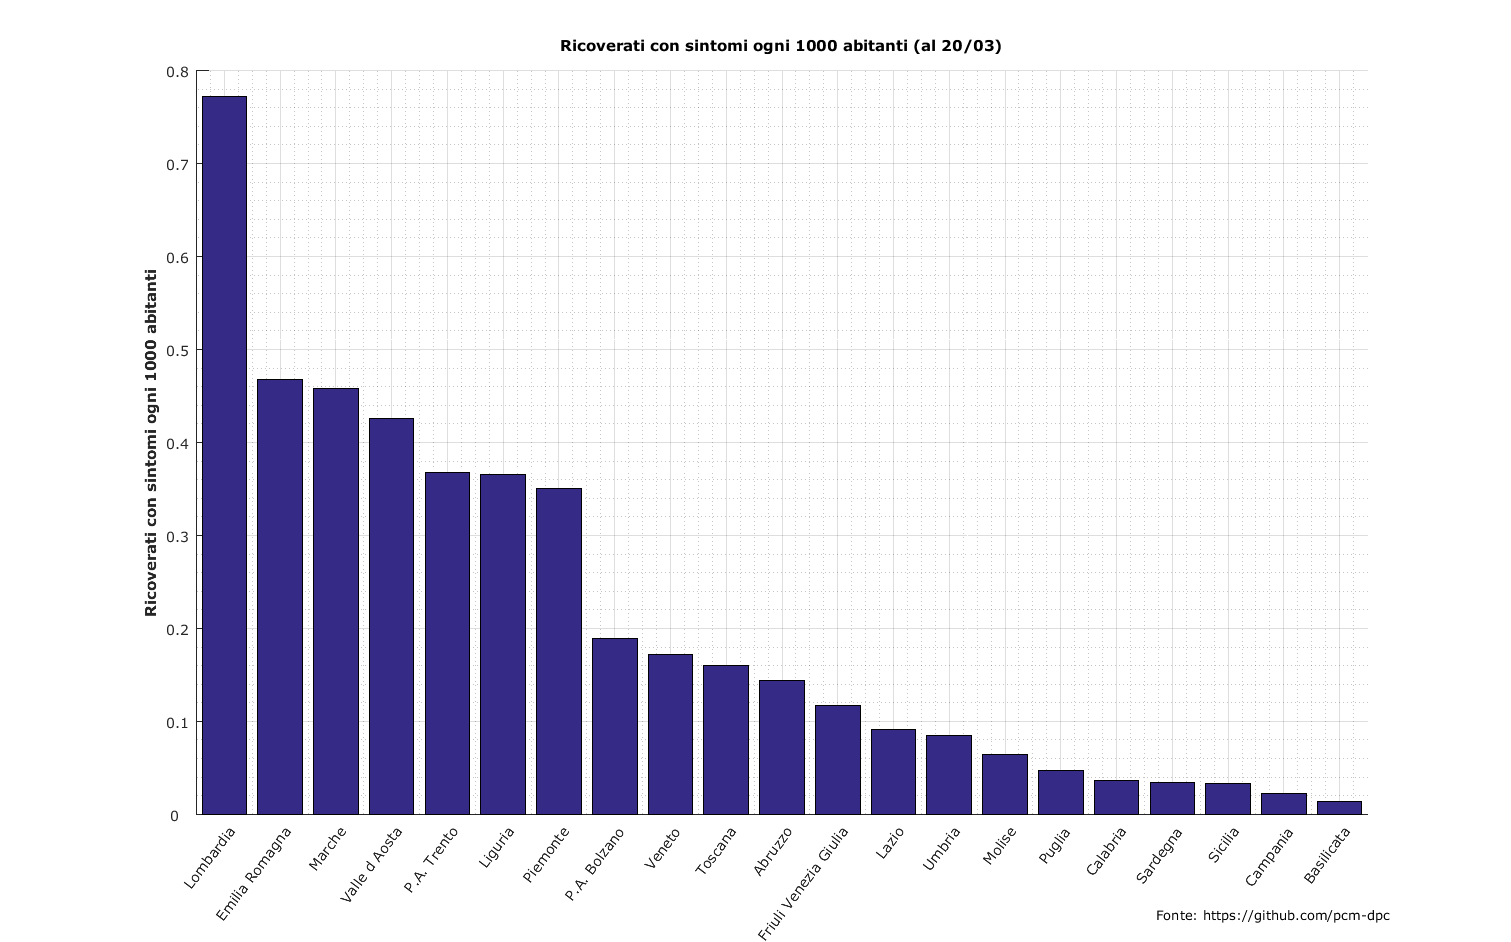 Ricoverati con sintomi ogni 1000 abitanti (al 20/03)
Ricoverati con sintomi ogni 1000 abitanti
0.8
0.7
0.6
0.5
0.4
0.3
0.2
0.1
0
Lombardia
Emilia Romagna
Marche
Valle d Aosta
P.A. Trento
Liguria
Piemonte
P.A. Bolzano
Veneto
Toscana
Abruzzo
Friuli Venezia Giulia
Lazio
Umbria
Molise
Puglia
Calabria
Sardegna
Sicilia
Campania
Basilicata
Fonte: https://github.com/pcm-dpc